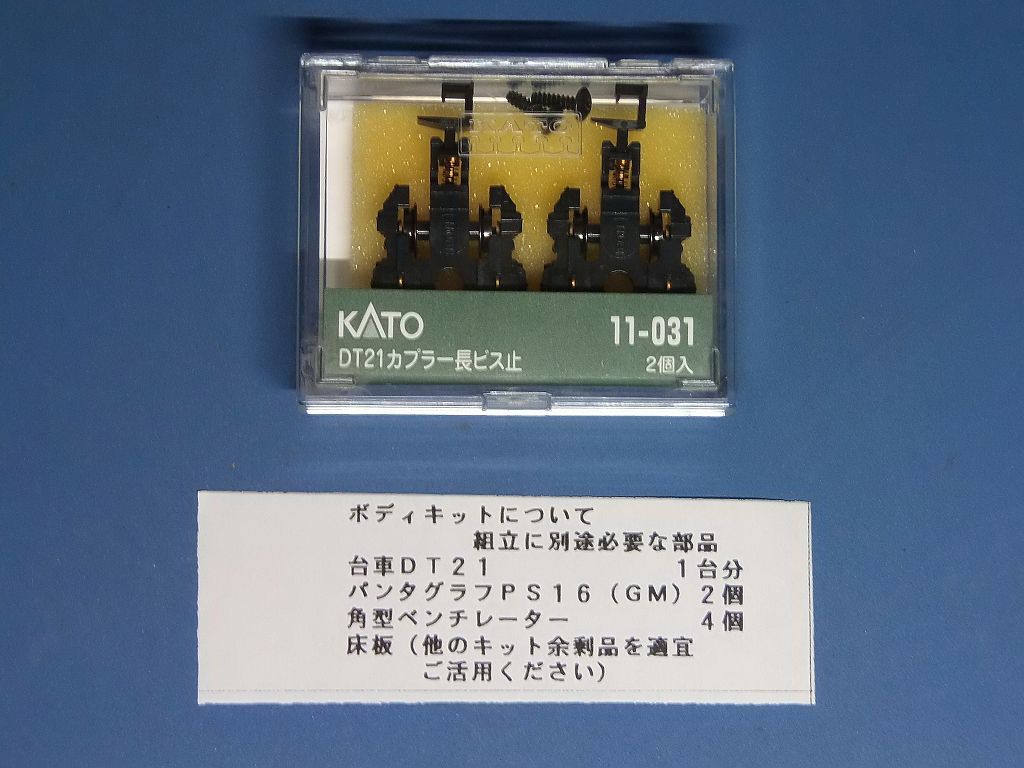 KATO
KATO 11-031
DT21カプラー長ビス止 2個入
ボディキットについて
組立に別途必要な部品
台車DT21 1台分
パンタグラフPS16(GM) 2個
角型ベンチレーター 4個
床板(他のキット余剰品を適宜
ご活用ください)